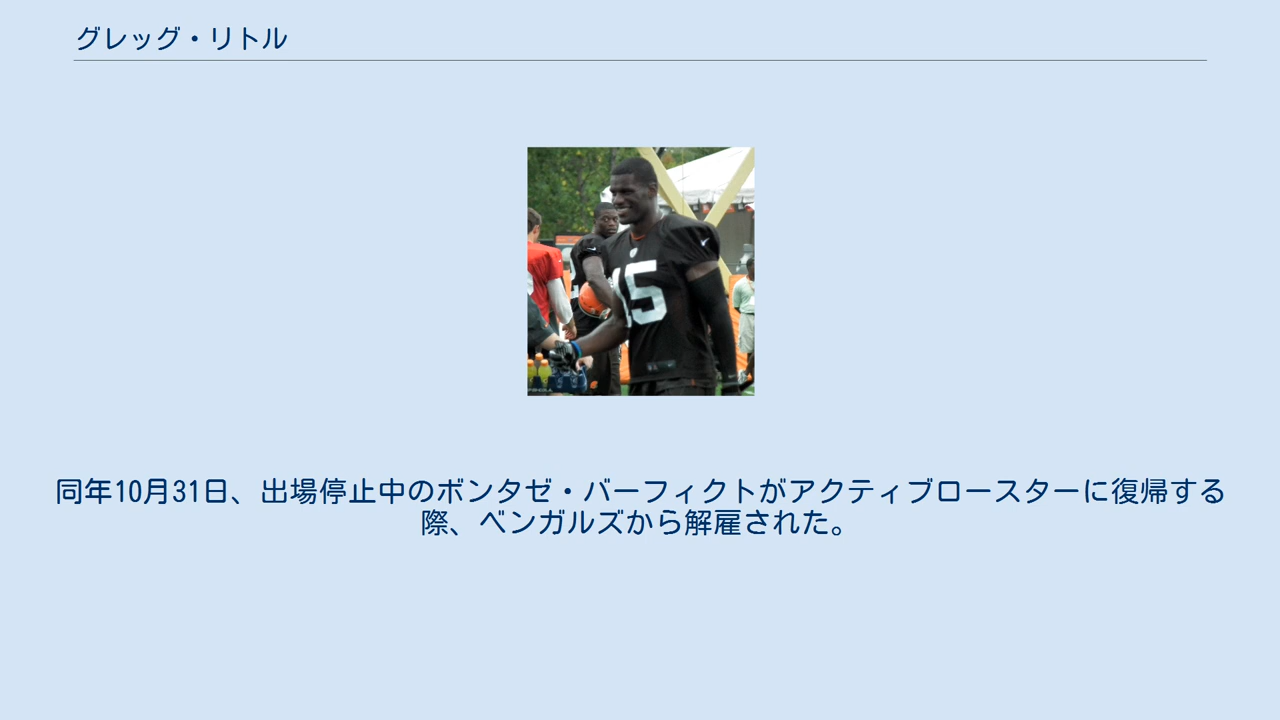 グレッグ・リトル
15
同年10月31日、出場停止中のボンタゼ・バーフィクトがアクティブロースターに復帰する
際、ベンガルズから解雇された。